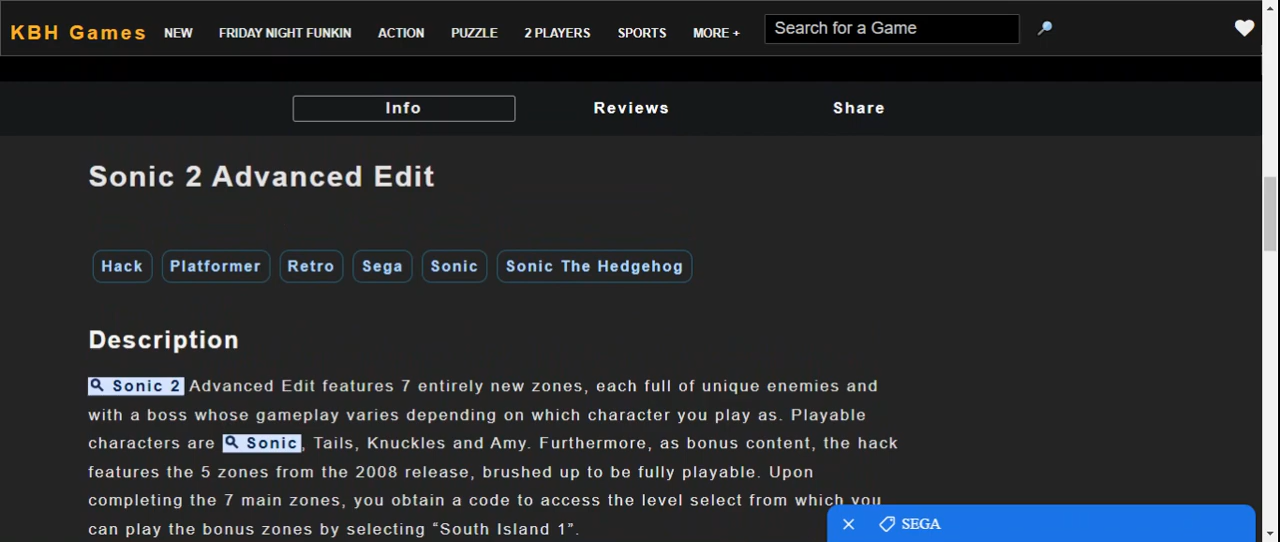 KBH Games NEW FRIDAY NIGHT FUNKIN ACTION PUZZLE 2 PLAYERS SPORTS MORE + Search for a Game
Info Reviews Share
Sonic 2 Advanced Edit
Hack Platformer Retro Sega Sonic Sonic The Hedgehog
Description
Sonic 2 Advanced Edit features 7 entirely new zones, each full of unique enemies and
with a boss whose gameplay varies depending on which character you play as. Playable
characters are Sonic, Tails, Knuckles and Amy. Furthermore, as bonus content, the hack
features the 5 zones from the 2008 release, brushed up to be fully playable. Upon
completing the 7 main zones, you obtain a code to access the level select from which you
can play the bonus zones by selecting “South Island 1”.
SEGA